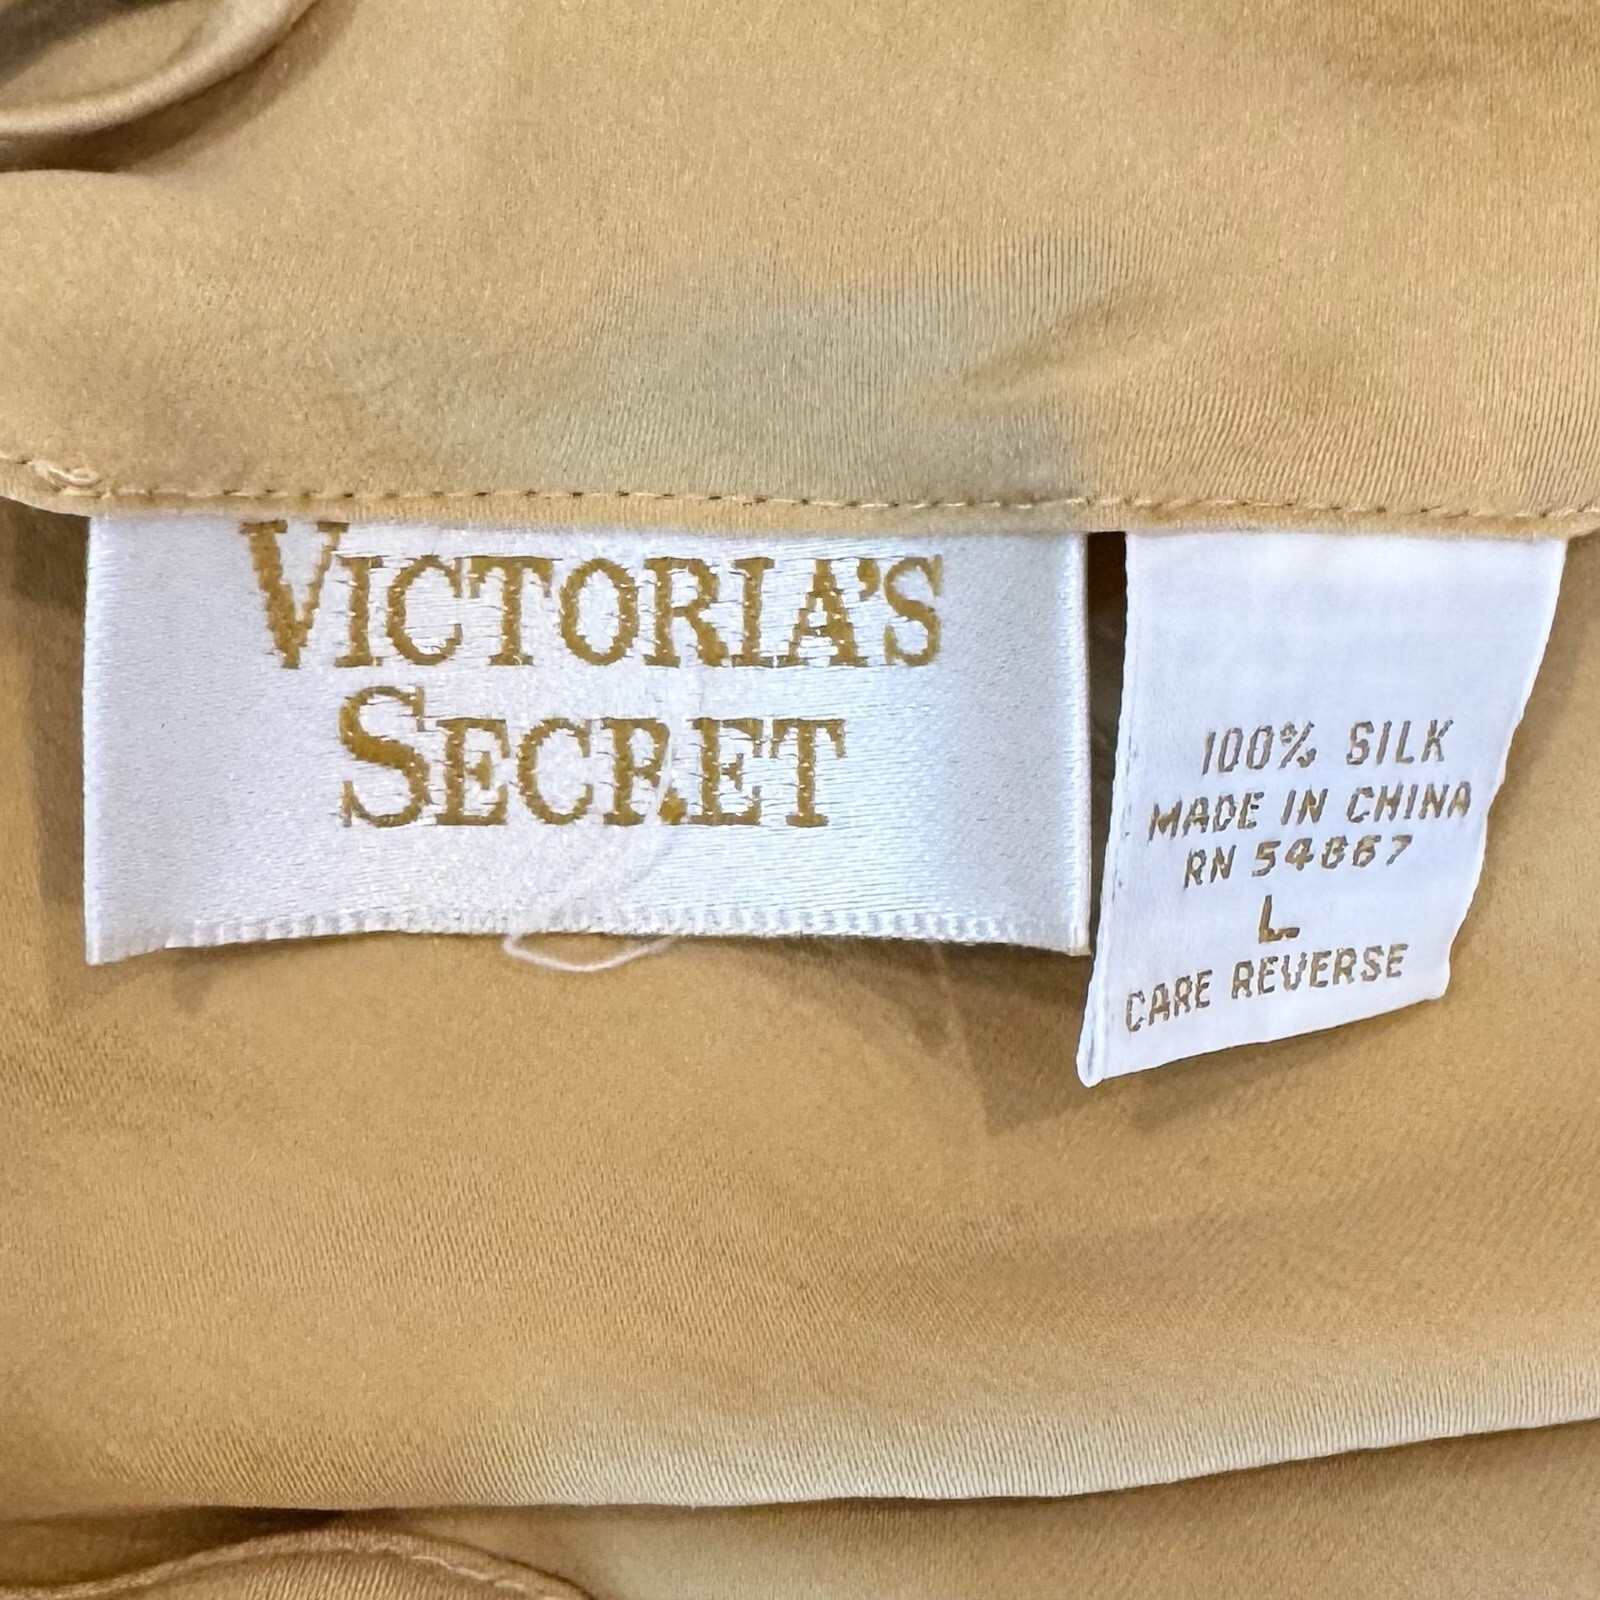 VICTORIA'S
SECRET
100% SILK
MADE IN CHINA
RN 54867
L
CARE REVERSE